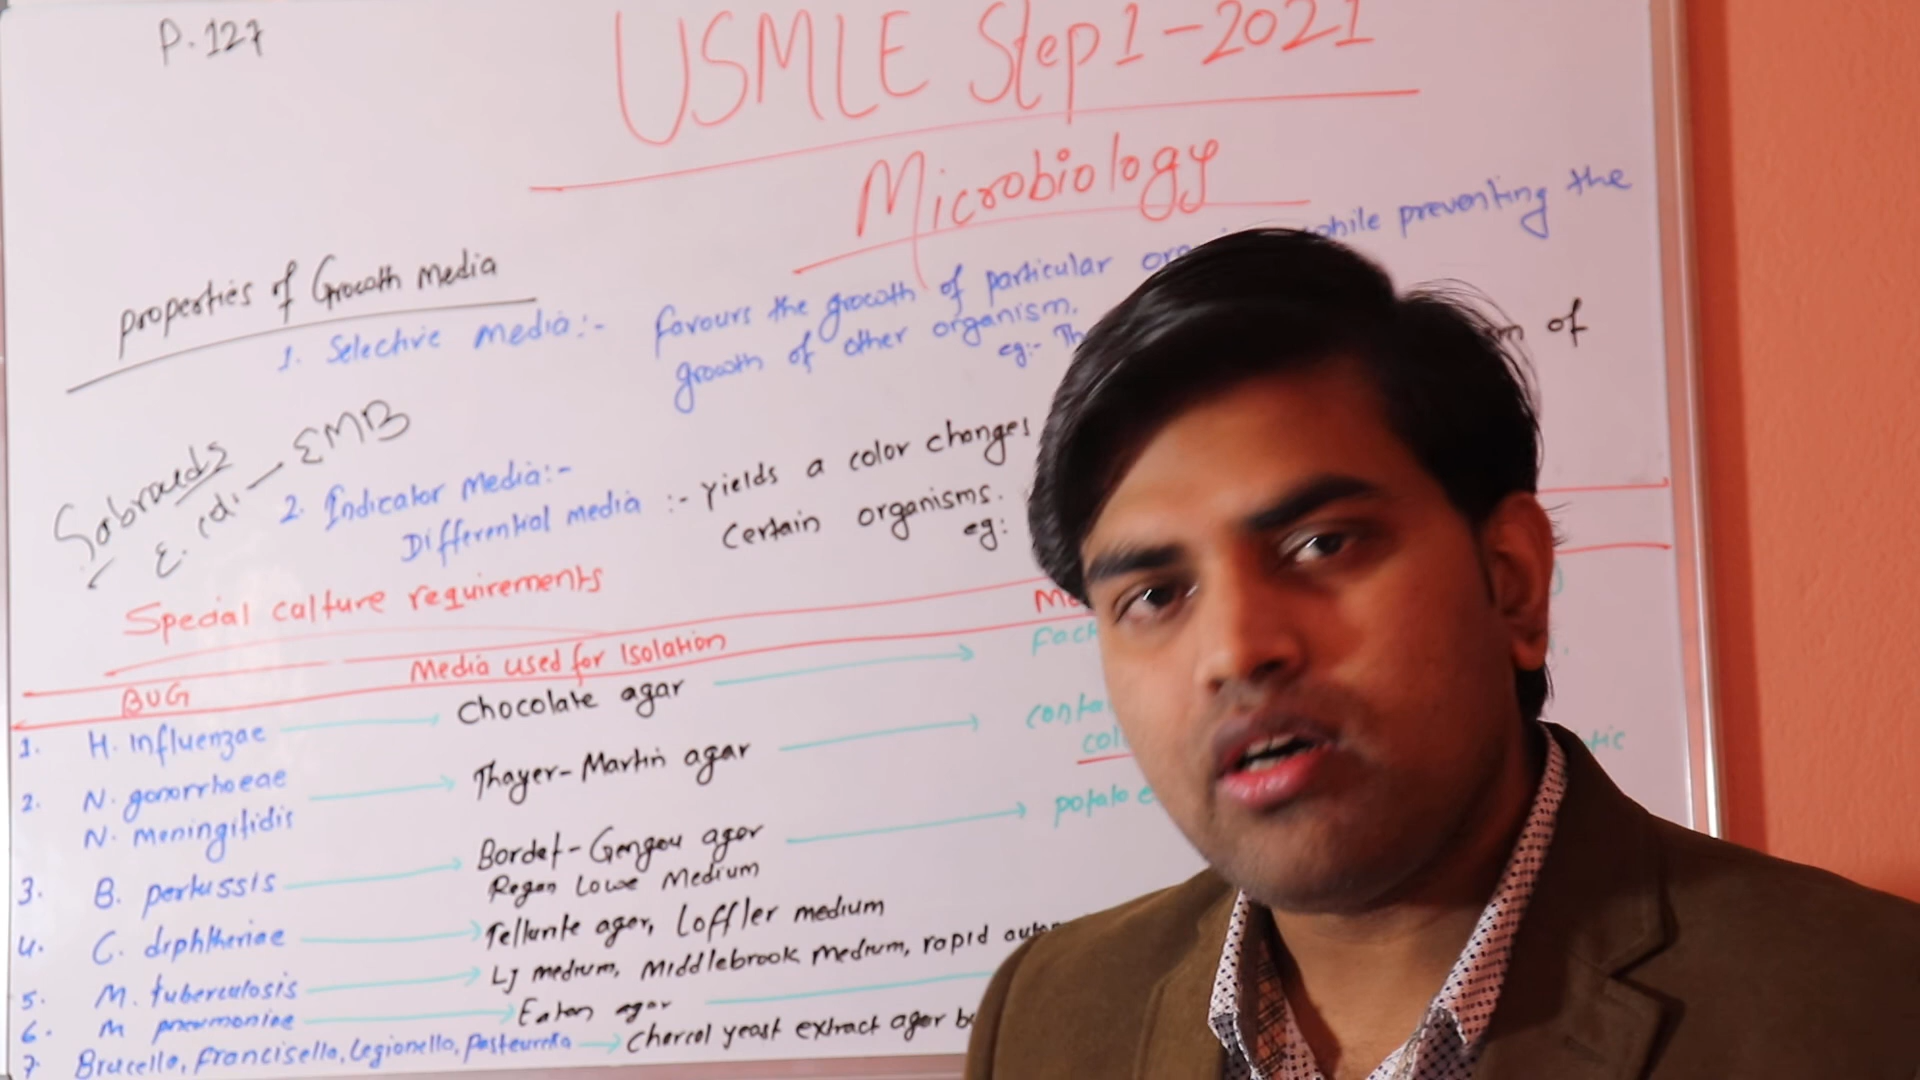 P.127
USMLE Step 1-2021
Microbiology
properties of Growth Media
1. Selective media:- favours the growth of particular while preventing the
growth of other organism.
eg:- Th of
Sabraeds
E. coli - EMB
2. Indicator Media:-
Differential media :- yields a color changes
Certain organisms.
eg:
Special calture requirements
BUG Media used for Isolation
1. H. Influenzae Chocolate agar
2. N. gonorrhoeae Thayer-Martin agar
N. meningitidis
potato e
3. B. pertussis Bordet-Gengou agar
Regan Lowe Medium
4. C. diphtheriae Tellurite agar, Loffler medium
5. M. tuberculosis LJ medium, Middlebrook medium, rapid
6. M pneumoniae Eaton agar
7. Brucella, francisella, Legionella, Pasteurella Chorcol yeast extract agar